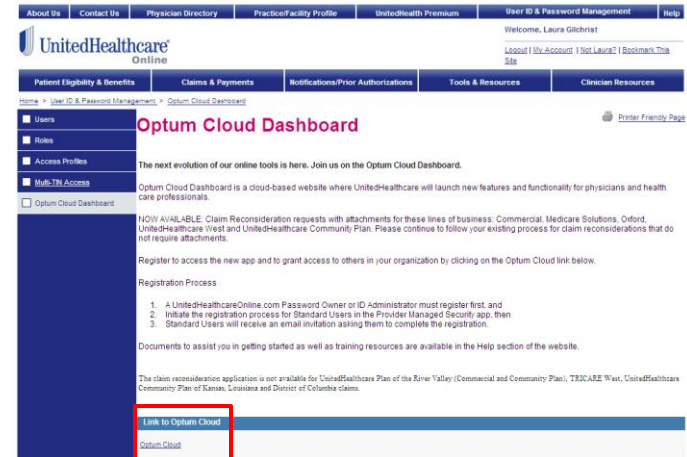 About Us Contact Us Physician Directory Practice/Facility Profile UnitedHealth Premium User ID & Password Management Help
Welcome, Laura Gilchrist
UnitedHealthcare®
Online
Logout | My Account | Not Laura? | Bookmark This
Site
Patient Eligibility & Benefits Claims & Payments Notifications/Prior Authorizations Tools & Resources Clinician Resources
Home > User ID & Password Management > Optum Cloud Dashboard
Users
Roles
Access Profiles
Multi-TIN Access
Optum Cloud Dashboard
Optum Cloud Dashboard
Printer Friendly Page
The next evolution of our online tools is here. Join us on the Optum Cloud Dashboard.
Optum Cloud Dashboard is a cloud-based website where UnitedHealthcare will launch new features and functionality for physicians and health
care professionals.
NOW AVAILABLE: Claim Reconsideration requests with attachments for these lines of business: Commercial, Medicare Solutions, Oxford,
UnitedHealthcare West and UnitedHealthcare Community Plan. Please continue to follow your existing process for claim reconsiderations that do
not require attachments.
Register to access the new app and to grant access to others in your organization by clicking on the Optum Cloud link below.
Registration Process
1. A UnitedHealthcareOnline.com Password Owner or ID Administrator must register first, and
2. Initiate the registration process for Standard Users in the Provider Managed Security app, then
3. Standard Users will receive an email invitation asking them to complete the registration.
Documents to assist you in getting started as well as training resources are available in the Help section of the website.
The claim reconsideration application is not available for UnitedHealthcare Plan of the River Valley (Commercial and Community Plan), TRICARE West, UnitedHealthcare
Community Plan of Kansas, Louisiana and District of Columbia claims.
Link to Optum Cloud
Optum Cloud